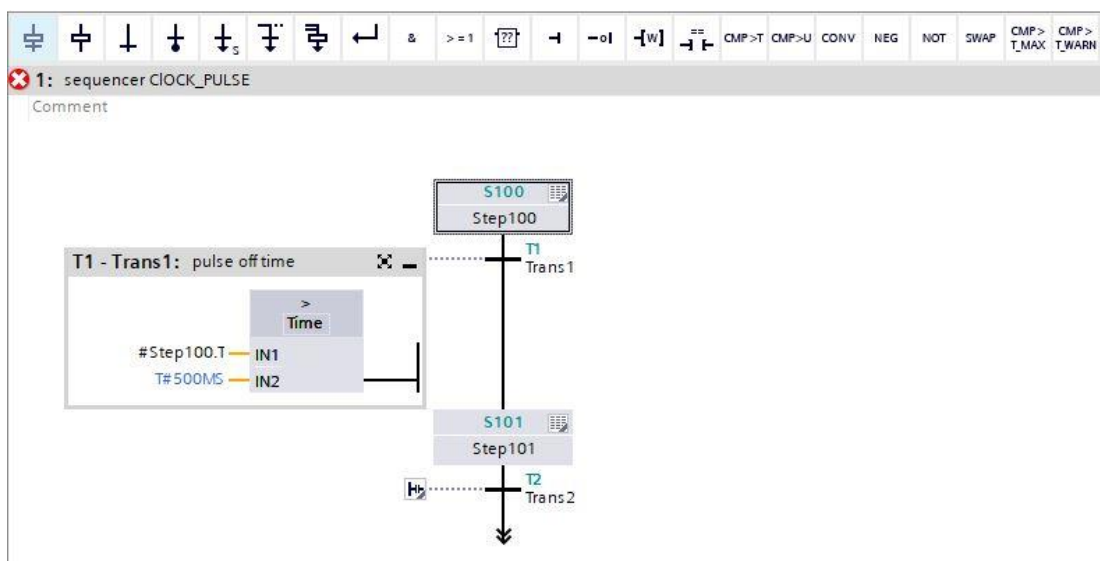 S
&
>=1
??
-o|
-[w]
==
CMP>T
CMP>U
CONV
NEG
NOT
SWAP
CMP>
T_MAX
CMP>
T_WARN
1: sequencer ClOCK_PULSE
Comment
S100
Step100
T1
Trans1
T1 - Trans1: pulse off time
>
Time
#Step100.T IN1
T#500MS IN2
S101
Step101
T2
Trans2